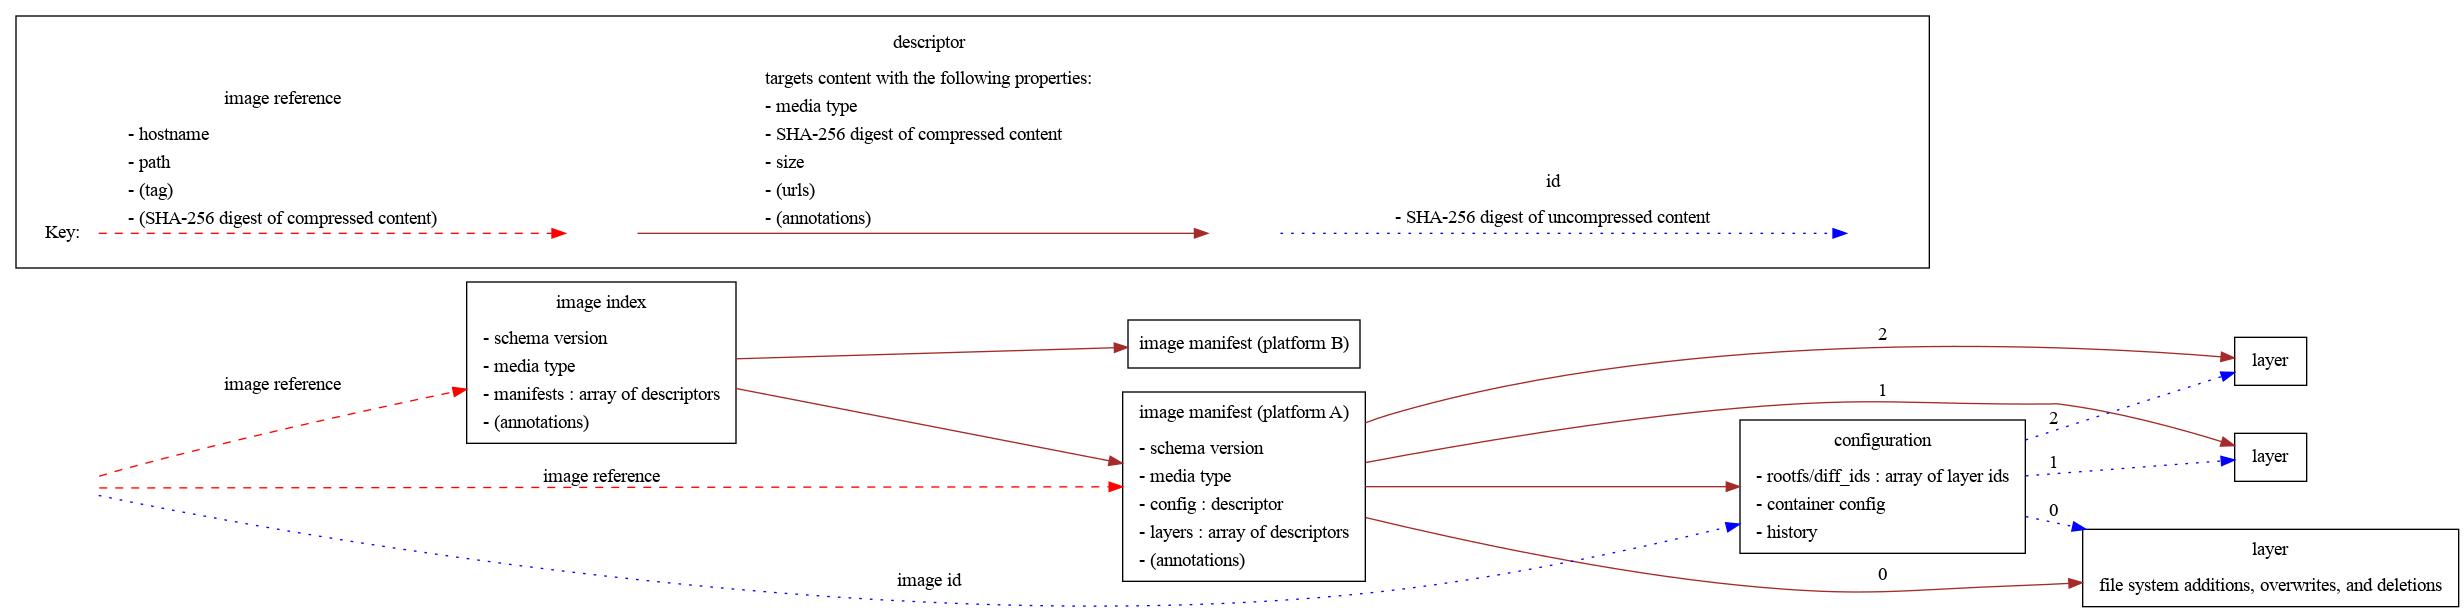 descriptor
targets content with the following properties:
- media type
- SHA-256 digest of compressed content
- size
- (urls)
- (annotations)
image reference
- hostname
- path
- (tag)
- (SHA-256 digest of compressed content)
id
- SHA-256 digest of uncompressed content
Key:
image reference
image index
- schema version
- media type
- manifests : array of descriptors
- (annotations)
image reference
image id
image manifest (platform B)
image manifest (platform A)
- schema version
- media type
- config : descriptor
- layers : array of descriptors
- (annotations)
2
1
0
configuration
- rootfs/diff_ids : array of layer ids
- container config
- history
2
1
0
layer
layer
layer
file system additions, overwrites, and deletions